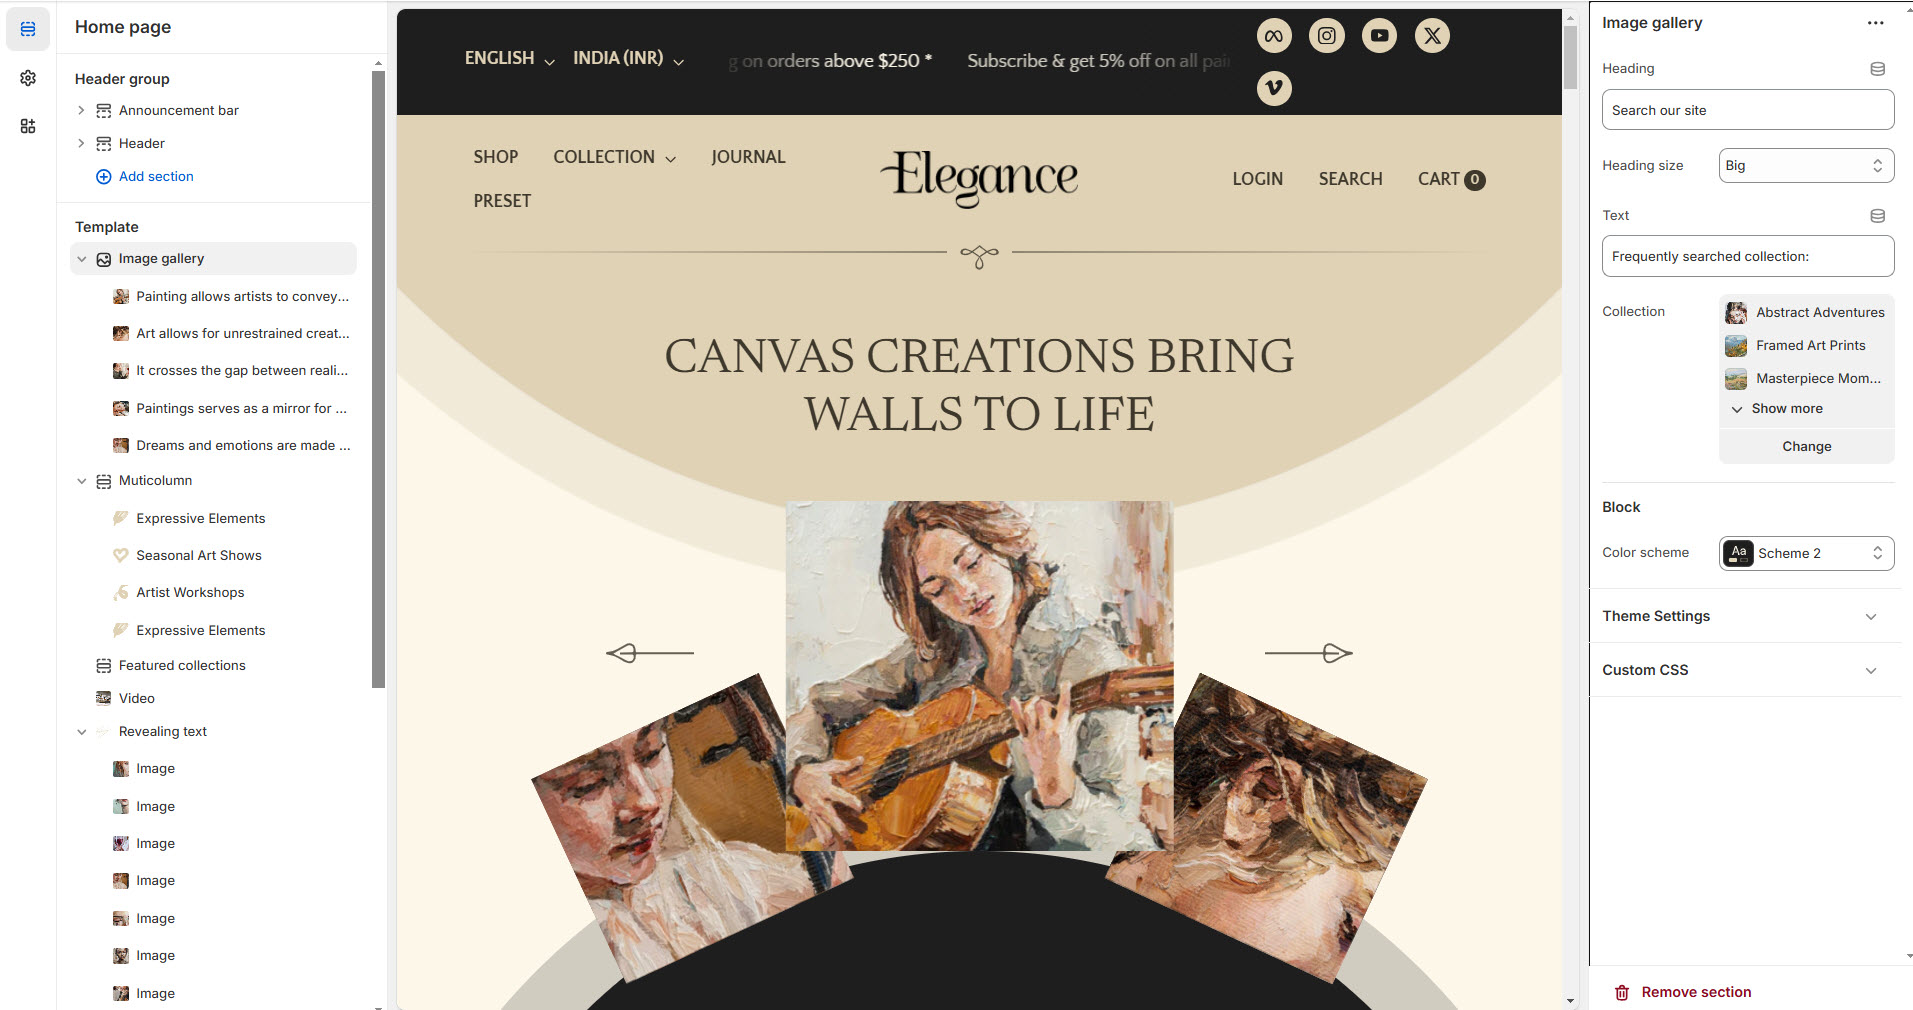 Home page
Header group
Announcement bar
Header
Add section
Template
Image gallery
Painting allows artists to convey...
Art allows for unrestrained creat...
It crosses the gap between reali...
Paintings serves as a mirror for ...
Dreams and emotions are made ...
Muticolumn
Expressive Elements
Seasonal Art Shows
Artist Workshops
Expressive Elements
Featured collections
Video
Revealing text
Image
Image
Image
Image
Image
Image
Image
ENGLISH
INDIA (INR)
g on orders above $250 *
Subscribe & get 5% off on all pai
SHOP
COLLECTION
JOURNAL
PRESET
Elegance
LOGIN
SEARCH
CART 0
CANVAS CREATIONS BRING
WALLS TO LIFE
Image gallery
Heading
Search our site
Heading size
Big
Text
Frequently searched collection:
Collection
Abstract Adventures
Framed Art Prints
Masterpiece Mom...
Show more
Change
Block
Color scheme
Aa
Scheme 2
Theme Settings
Custom CSS
Remove section